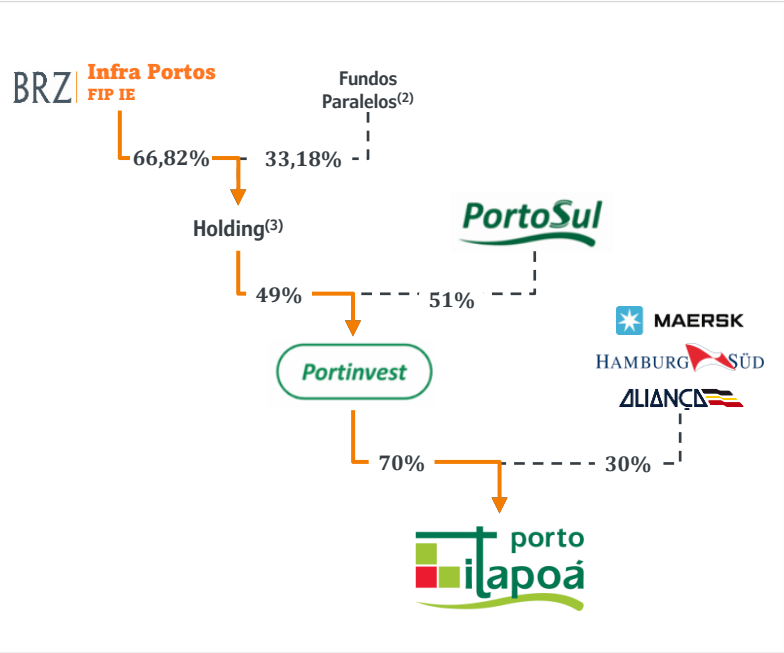 BRZ
Infra Portos
FIP IE
Fundos
Paralelos(2)
66,82%
33,18%
Holding(3)
PortoSul
49%
51%
MAERSK
HAMBURG SÜD
ALIANÇA
Portinvest
70%
30%
porto
itapoá